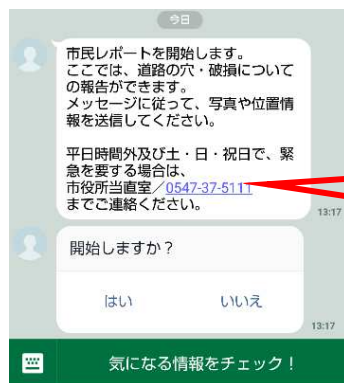 今日
市民レポートを開始します。
ここでは、道路の穴・破損について
の報告ができます。
メッセージに従って、写真や位置情
報を送信してください。
平日時間外及び土・日・祝日で、緊
急を要する場合は、
市役所当直室／0547-37-5111
までご連絡ください。
13:17
開始しますか？
はい いいえ
13:17
気になる情報をチェック！